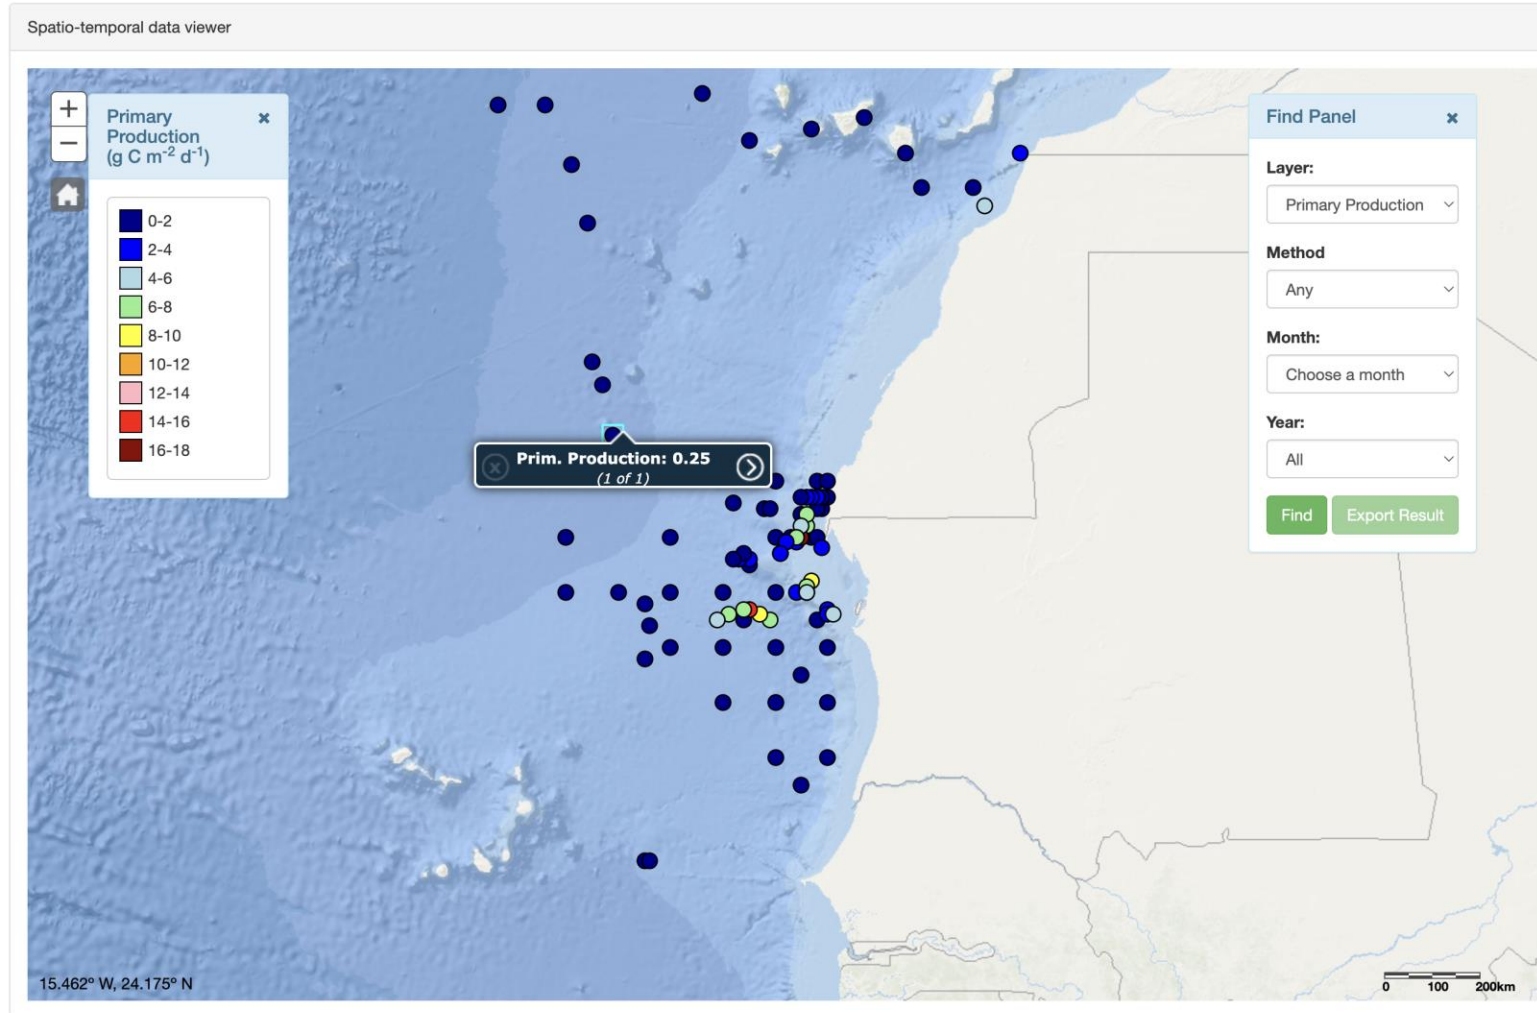 Spatio-temporal data viewer
+
−
Primary
Production
(g C m⁻² d⁻¹)
×
0-2
2-4
4-6
6-8
8-10
10-12
12-14
14-16
16-18
Prim. Production: 0.25
(1 of 1)
Find Panel
×
Layer:
Primary Production
Method
Any
Month:
Choose a month
Year:
All
Find
Export Result
15.462º W, 24.175º N
0 100 200km